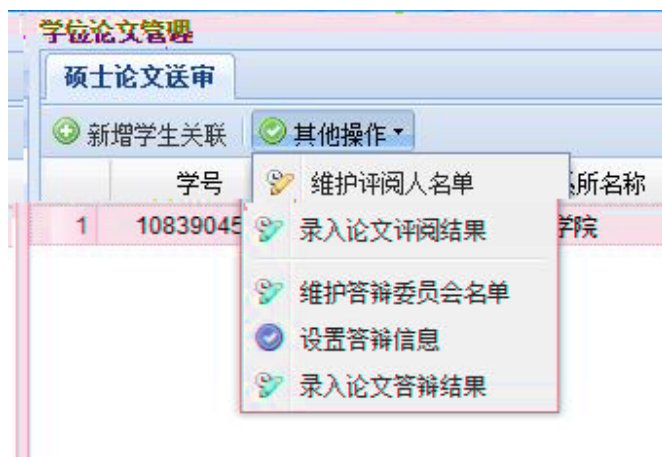 学位论文管理
硕士论文送审
新增学生关联 其他操作
学号 所名称
维护评阅人名单
1 10839045 学院
录入论文评阅结果
维护答辩委员会名单
设置答辩信息
录入论文答辩结果